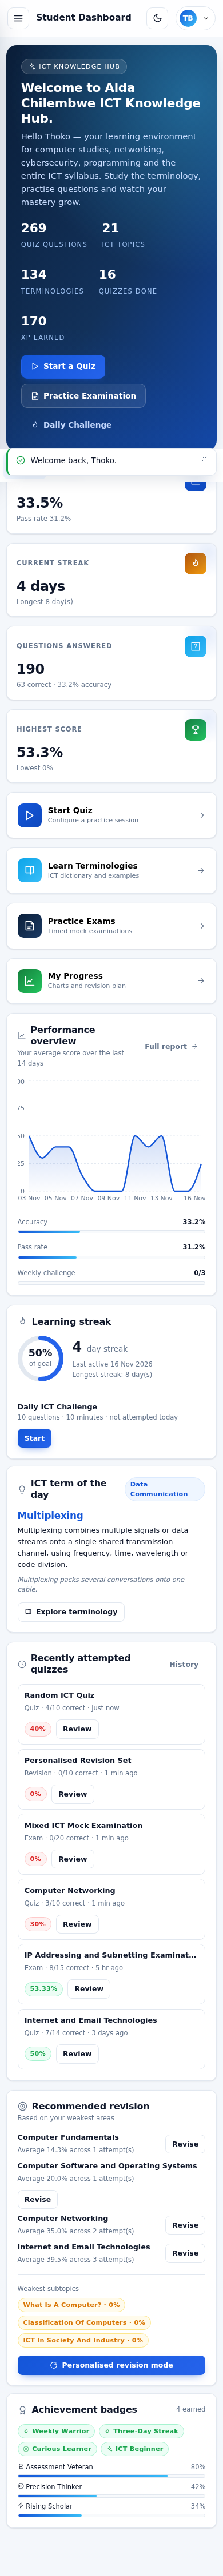 Student Dashboard
TB
ICT KNOWLEDGE HUB
Welcome to Aida
Chilembwe ICT Knowledge
Hub.
Hello Thoko — your learning environment
for computer studies, networking,
cybersecurity, programming and the
entire ICT syllabus. Study the terminology,
practise questions and watch your
mastery grow.
269
QUIZ QUESTIONS
21
ICT TOPICS
134
TERMINOLOGIES
16
QUIZZES DONE
170
XP EARNED
Start a Quiz
Practice Examination
Daily Challenge
Welcome back, Thoko.
33.5%
Pass rate 31.2%
CURRENT STREAK
4 days
Longest 8 day(s)
QUESTIONS ANSWERED
190
63 correct · 33.2% accuracy
HIGHEST SCORE
53.3%
Lowest 0%
Start Quiz
Configure a practice session
Learn Terminologies
ICT dictionary and examples
Practice Exams
Timed mock examinations
My Progress
Charts and revision plan
Performance
overview
Your average score over the last
14 days
Full report
75
50
25
0
03 Nov 05 Nov 07 Nov 09 Nov 11 Nov 13 Nov 16 Nov
Accuracy 33.2%
Pass rate 31.2%
Weekly challenge 0/3
Learning streak
50%
of goal
4 day streak
Last active 16 Nov 2026
Longest streak: 8 day(s)
Daily ICT Challenge
10 questions · 10 minutes · not attempted today
Start
ICT term of the
day
Data
Communication
Multiplexing
Multiplexing combines multiple signals or data
streams onto a single shared transmission
channel, using frequency, time, wavelength or
code division.
Multiplexing packs several conversations onto one
cable.
Explore terminology
Recently attempted
quizzes
History
Random ICT Quiz
Quiz · 4/10 correct · just now
40% Review
Personalised Revision Set
Revision · 0/10 correct · 1 min ago
0% Review
Mixed ICT Mock Examination
Exam · 0/20 correct · 1 min ago
0% Review
Computer Networking
Quiz · 3/10 correct · 1 min ago
30% Review
IP Addressing and Subnetting Examinat...
Exam · 8/15 correct · 5 hr ago
53.33% Review
Internet and Email Technologies
Quiz · 7/14 correct · 3 days ago
50% Review
Recommended revision
Based on your weakest areas
Computer Fundamentals
Average 14.3% across 1 attempt(s)
Revise
Computer Software and Operating Systems
Average 20.0% across 1 attempt(s)
Revise
Computer Networking
Average 35.0% across 2 attempt(s)
Revise
Internet and Email Technologies
Average 39.5% across 3 attempt(s)
Revise
Weakest subtopics
What Is A Computer? · 0%
Classification Of Computers · 0%
ICT In Society And Industry · 0%
Personalised revision mode
Achievement badges
4 earned
Weekly Warrior
Three-Day Streak
Curious Learner
ICT Beginner
Assessment Veteran 80%
Precision Thinker 42%
Rising Scholar 34%